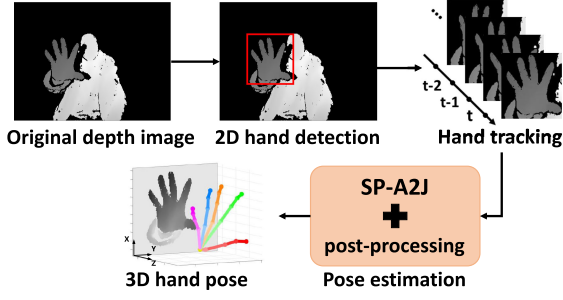 Original depth image
2D hand detection
t-2
t-1
t
Hand tracking
SP-A2J
post-processing
Pose estimation
X
Y
Z
3D hand pose